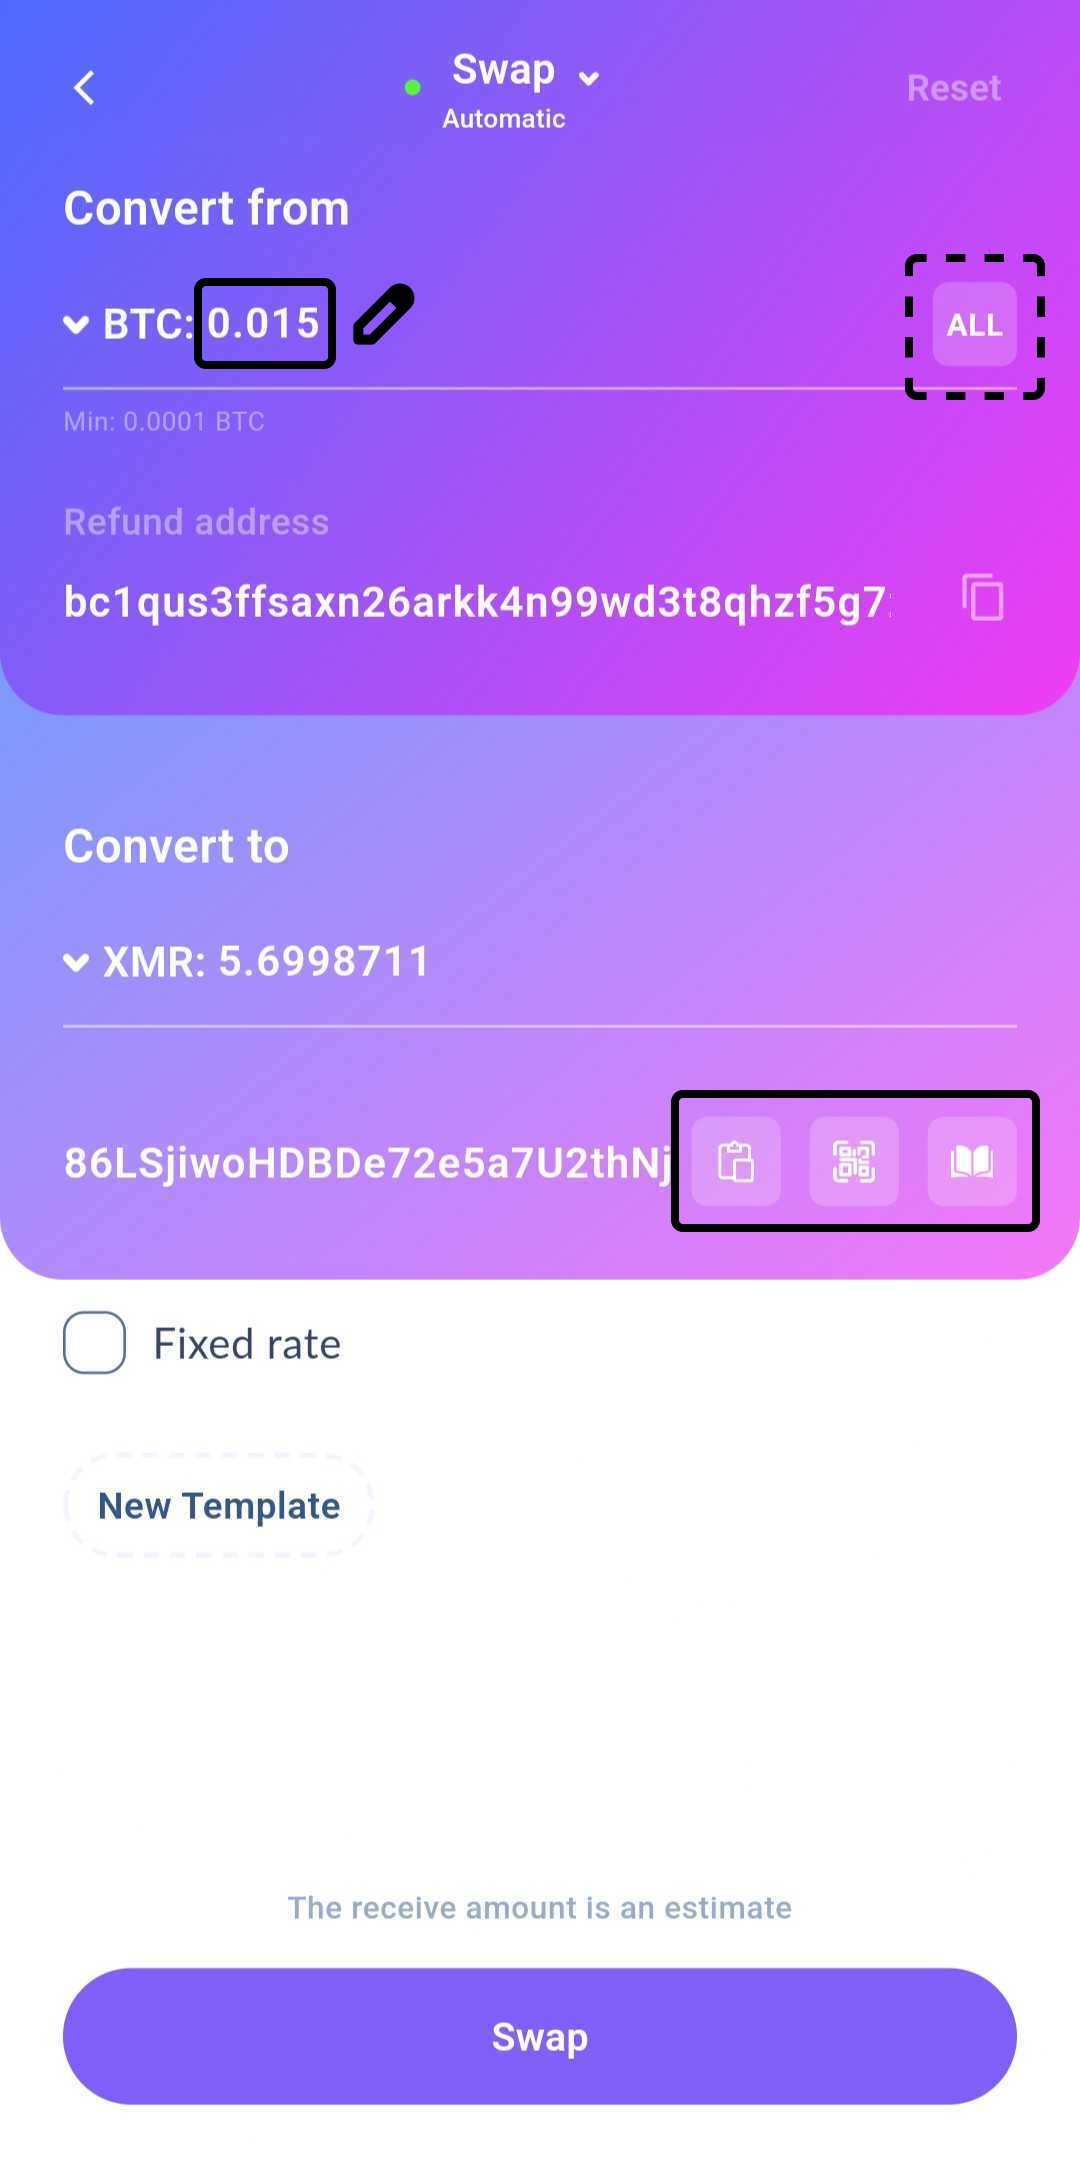 Swap
Automatic
Reset
Convert from
BTC: 0.015
ALL
Min: 0.0001 BTC
Refund address
bc1qus3ffsaxn26arkk4n99wd3t8qhzf5g7
Convert to
XMR: 5.6998711
86LSjiwoHDBDe72e5a7U2thNj
Fixed rate
New Template
The receive amount is an estimate
Swap